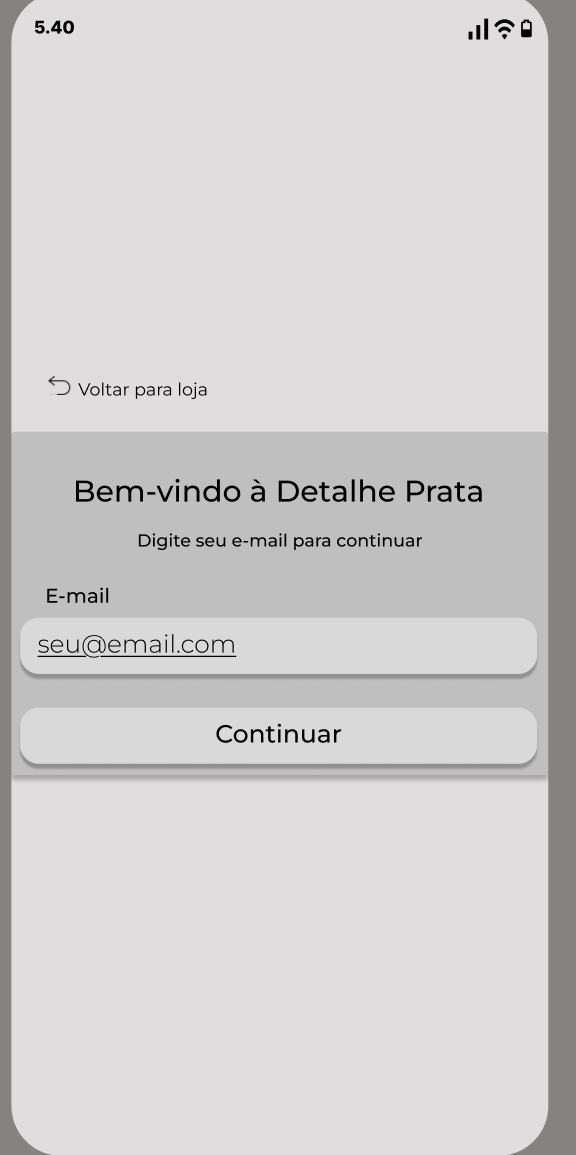 5.40
Voltar para loja
Bem-vindo à Detalhe Prata
Digite seu e-mail para continuar
E-mail
seu@email.com
Continuar